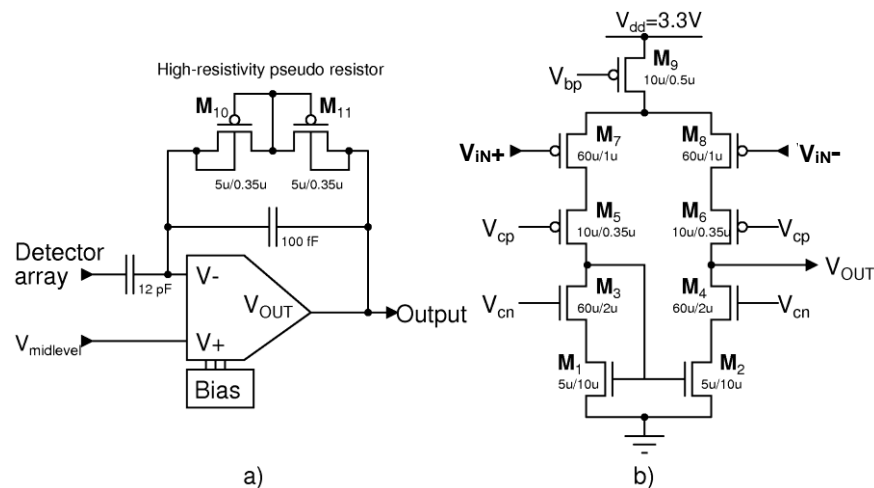 High-resistivity pseudo resistor
M10
M11
5u/0.35u
5u/0.35u
100 fF
Detector
array
12 pF
V-
VOUT
V+
Output
Vmidlevel
Bias
a)
Vdd=3.3V
M9
Vbp
10u/0.5u
M7
M8
ViN+
60u/1u
60u/1u
ViN-
M5
M6
Vcp
10u/0.35u
10u/0.35u
Vcp
VOUT
M3
M4
Vcn
60u/2u
60u/2u
Vcn
M1
M2
5u/10u
5u/10u
b)